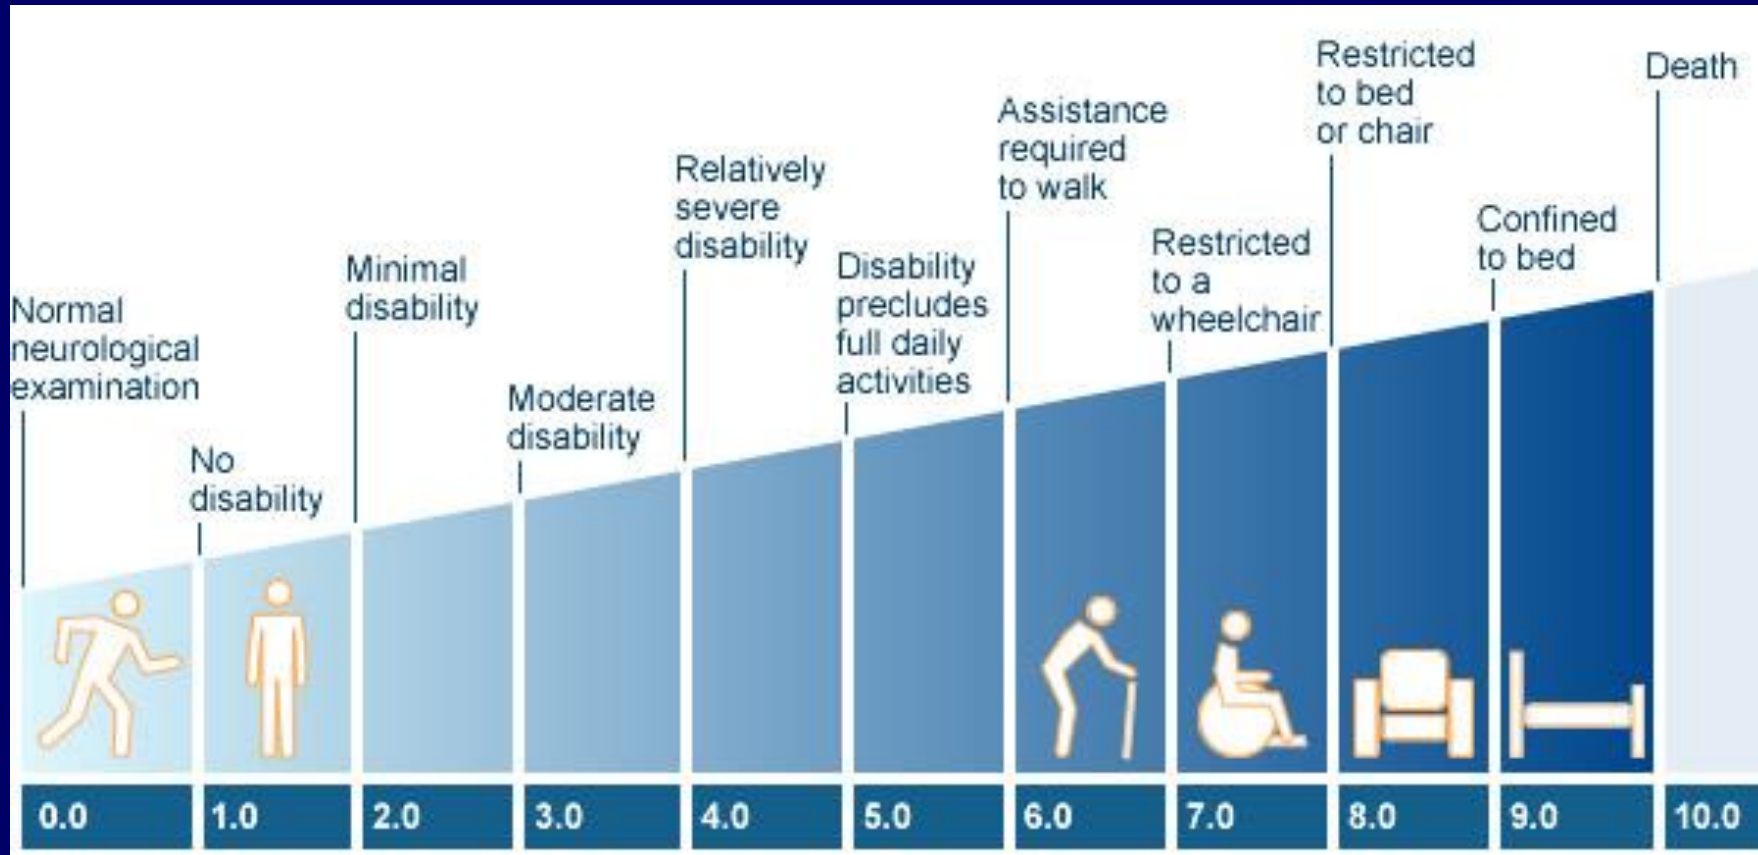 Normal
neurological
examination
No
disability
Minimal
disability
Moderate
disability
Relatively
severe
disability
Disability
precludes
full daily
activities
Assistance
required
to walk
Restricted
to a
wheelchair
Restricted
to bed
or chair
Confined
to bed
Death
0.0 1.0 2.0 3.0 4.0 5.0 6.0 7.0 8.0 9.0 10.0